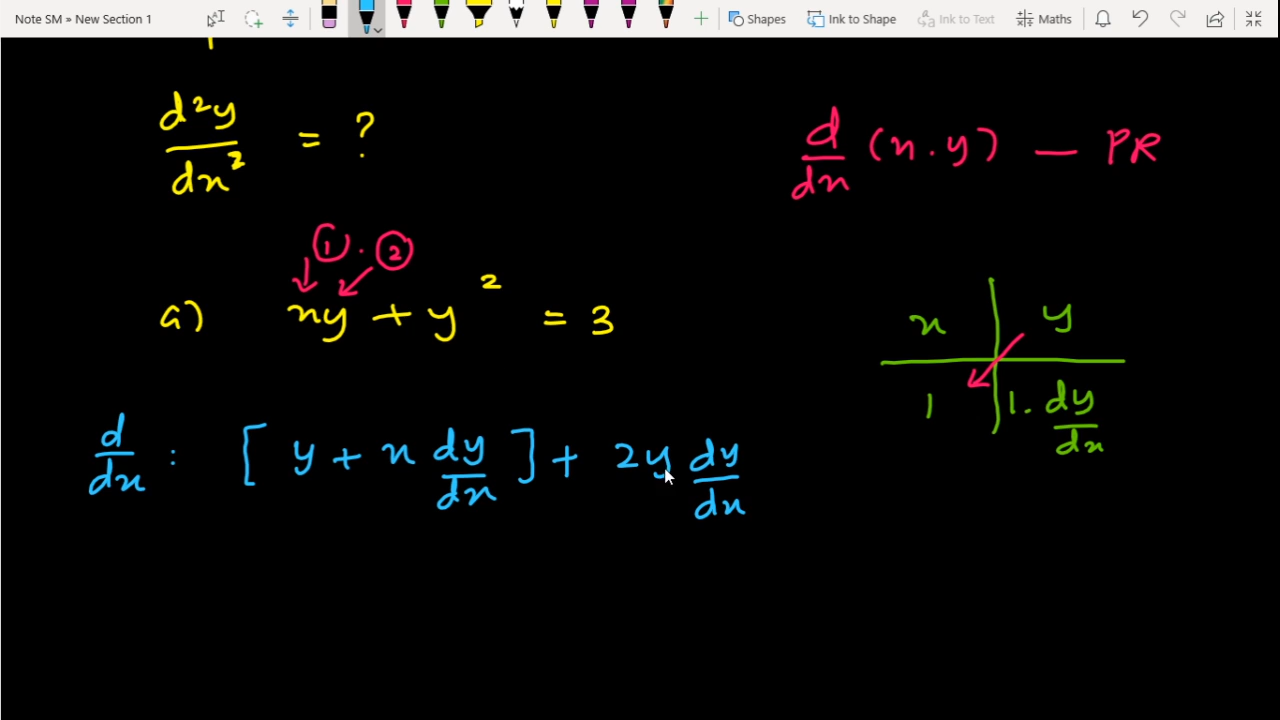 Note SM » New Section 1
Shapes
Ink to Shape
Ink to Text
Maths
d²y/dx² = ?
d/dx (x.y) — PR
① . ②
a) xy + y² = 3
x | y
1 | 1. dy/dx
d/dx : [ y + x dy/dx ] + 2y dy/dx